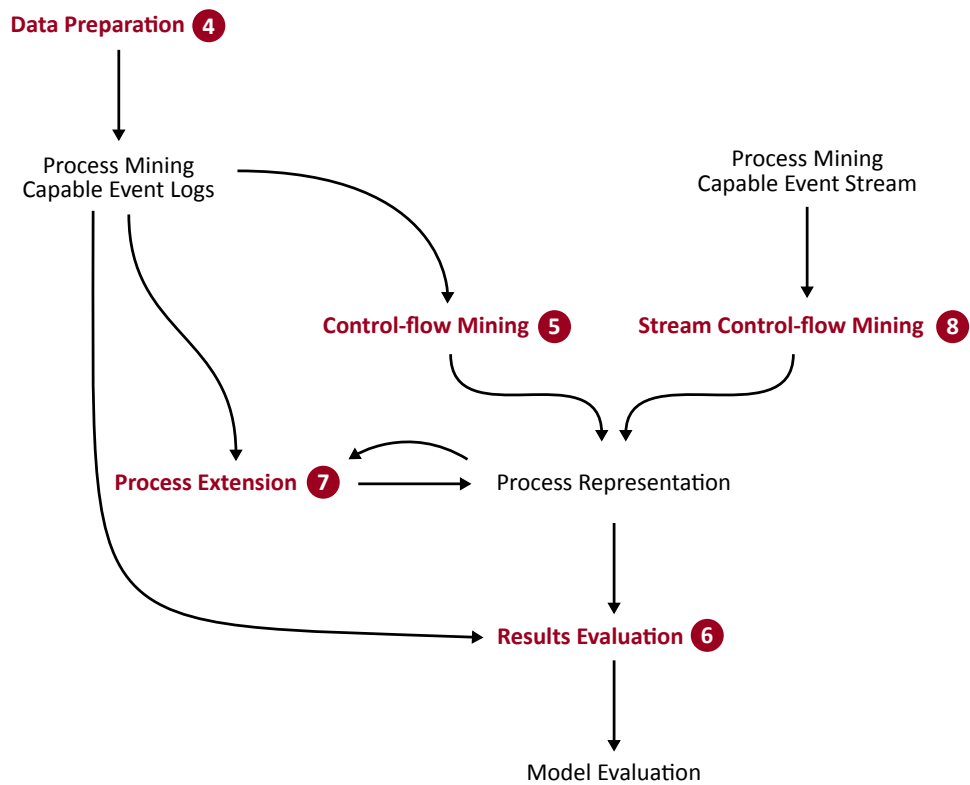 Data Preparation 4
Process Mining
Capable Event Logs
Process Mining
Capable Event Stream
Control-flow Mining 5
Stream Control-flow Mining 8
Process Extension 7
Process Representation
Results Evaluation 6
Model Evaluation